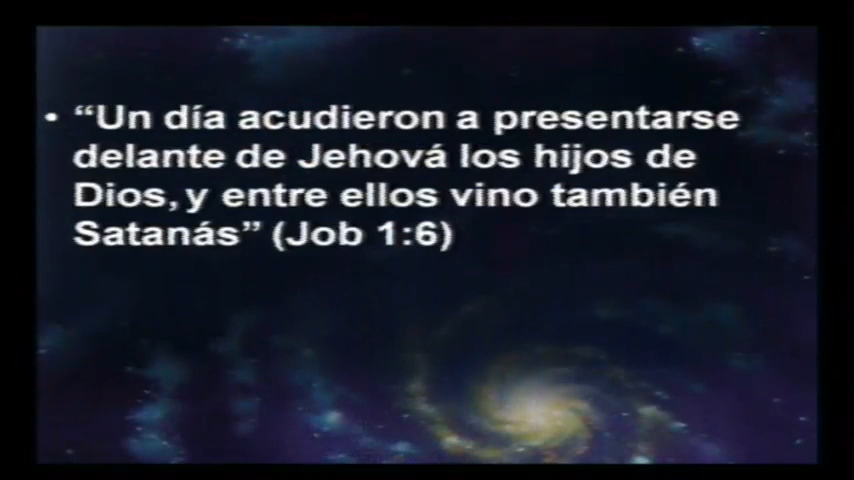 • “Un día acudieron a presentarse
delante de Jehová los hijos de
Dios, y entre ellos vino también
Satanás” (Job 1:6)